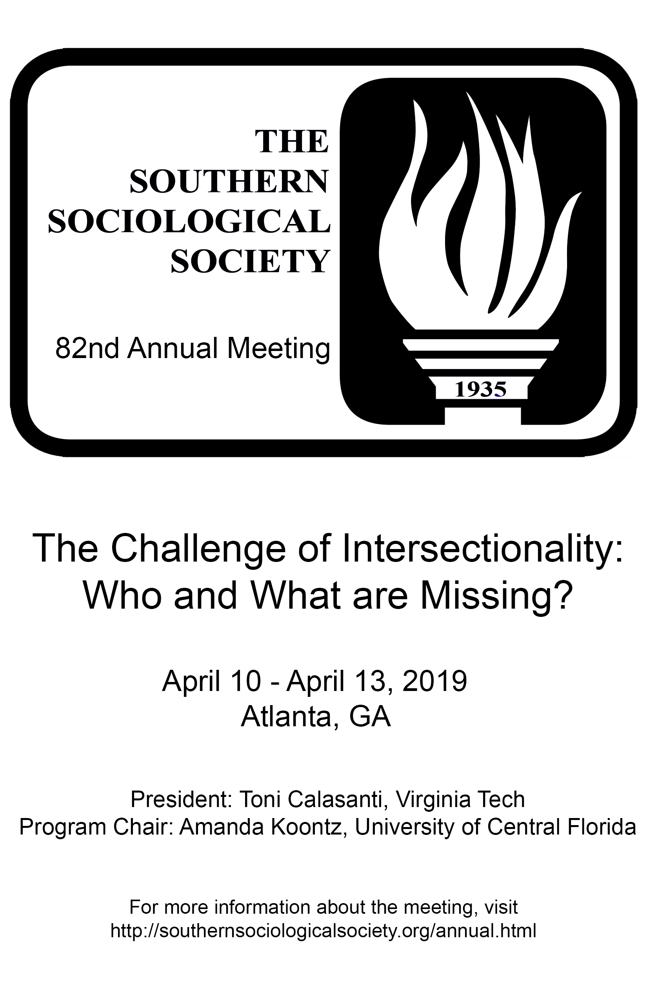 THE
SOUTHERN
SOCIOLOGICAL
SOCIETY
82nd Annual Meeting
1935
The Challenge of Intersectionality:
Who and What are Missing?
April 10 - April 13, 2019
Atlanta, GA
President: Toni Calasanti, Virginia Tech
Program Chair: Amanda Koontz, University of Central Florida
For more information about the meeting, visit
http://southernsociologicalsociety.org/annual.html